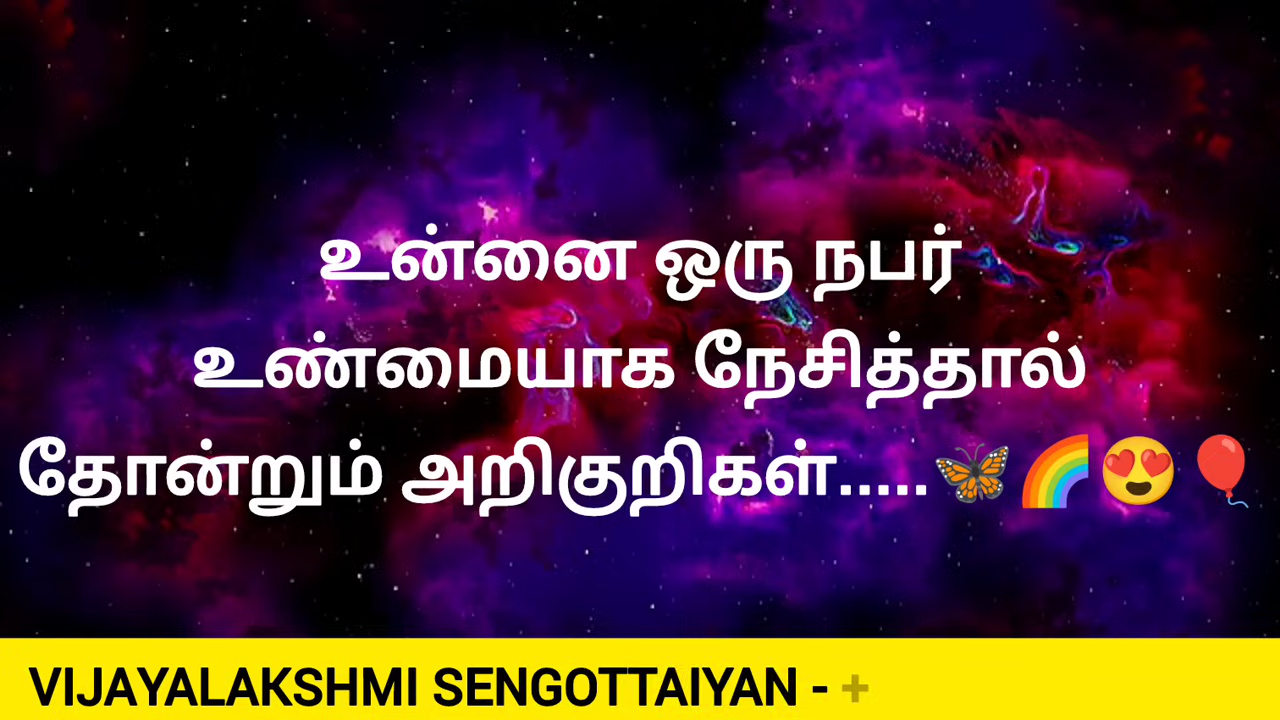 உன்னை ஒரு நபர்
உண்மையாக நேசித்தால்
தோன்றும் அறிகுறிகள்.....🦋🌈😍🎈
VIJAYALAKSHMI SENGOTTAIYAN - +